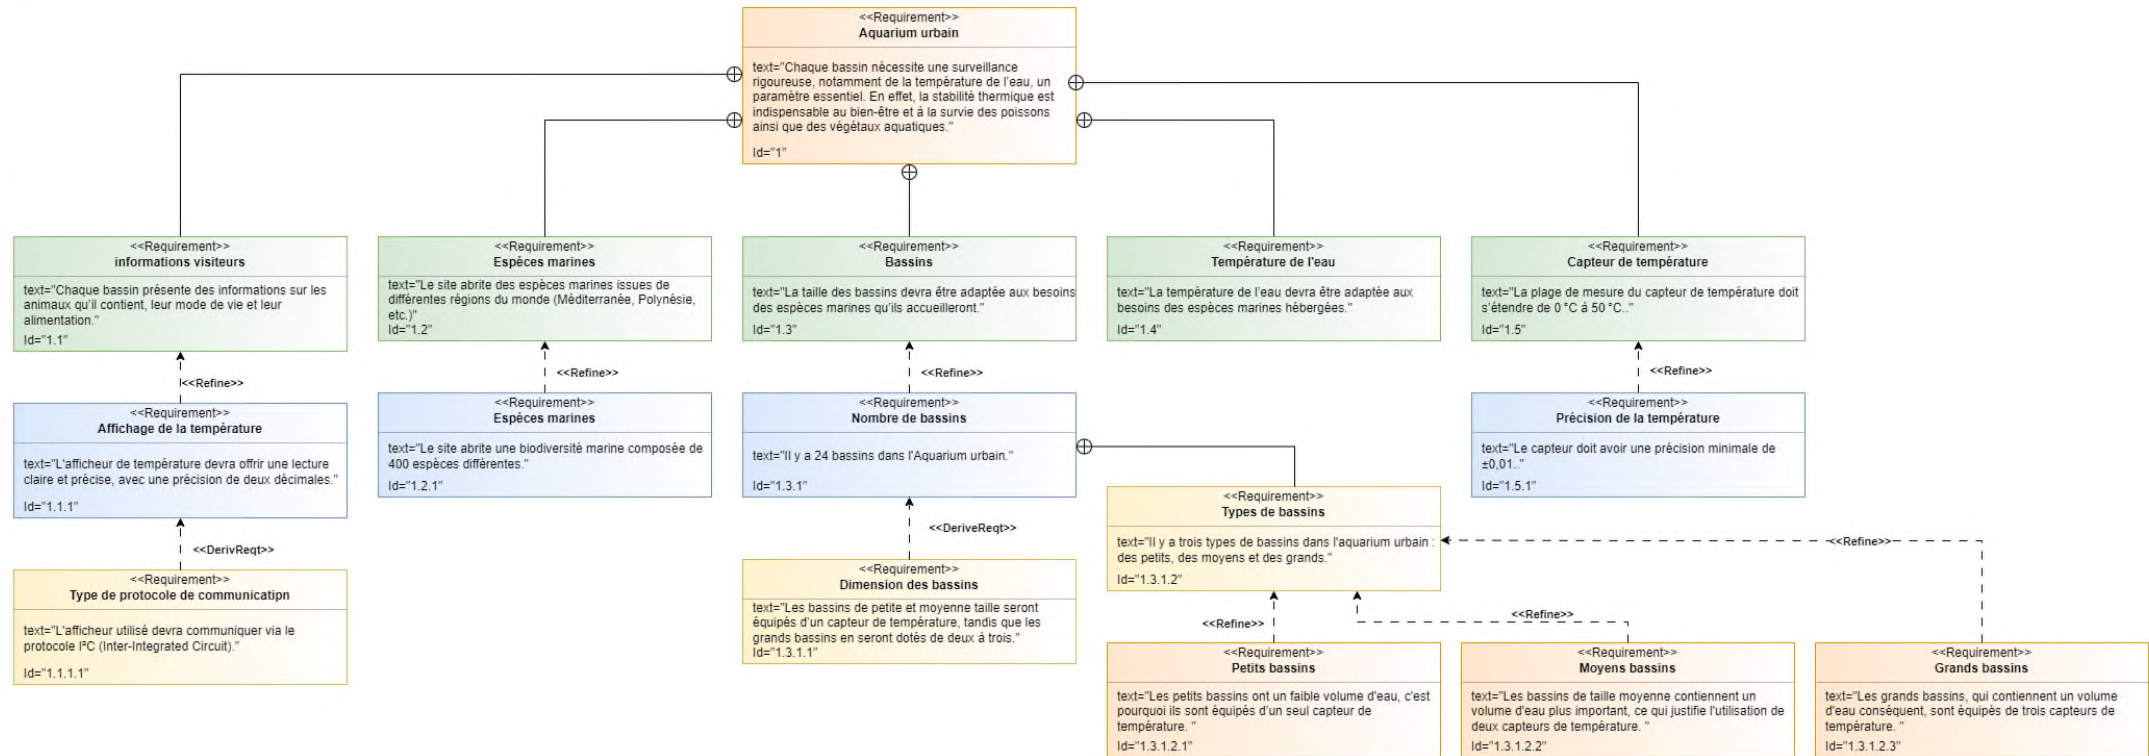 <<Requirement>>
Aquarium urbain
text="Chaque bassin nécessite une surveillance
rigoureuse, notamment de la température de l'eau, un
paramètre essentiel. En effet, la stabilité thermique est
indispensable au bien-être et à la survie des poissons
ainsi que des végétaux aquatiques."
Id="1"
<<Requirement>>
informations visiteurs
text="Chaque bassin présente des informations sur les
animaux qu'il contient, leur mode de vie et leur
alimentation."
Id="1.1"
<<Requirement>>
Espéces marines
text="Le site abrite des espèces marines issues de
différentes régions du monde (Méditerranée, Polynésie,
etc.)"
Id="1.2"
<<Requirement>>
Bassins
text="La taille des bassins devra être adaptée aux besoins
des espèces marines qu'ils accueilleront."
Id="1.3"
<<Requirement>>
Température de l'eau
text="La température de l'eau devra être adaptée aux
besoins des espèces marines hébergées."
Id="1.4"
<<Requirement>>
Capteur de température
text="La plage de mesure du capteur de température doit
s'étendre de 0 °C à 50 °C.."
Id="1.5"
<<Refine>>
<<Refine>>
<<Refine>>
<<Refine>>
<<Requirement>>
Affichage de la température
text="L'afficheur de température devra offrir une lecture
claire et précise, avec une précision de deux décimales."
Id="1.1.1"
<<Requirement>>
Espéces marines
text="Le site abrite une biodiversité marine composée de
400 espèces différentes."
Id="1.2.1"
<<Requirement>>
Nombre de bassins
text="Il y a 24 bassins dans l'Aquarium urbain."
Id="1.3.1"
<<Requirement>>
Précision de la température
text="Le capteur doit avoir une précision minimale de
±0,01.."
Id="1.5.1"
<<DerivReqt>>
<<DeriveReqt>>
<<Requirement>>
Types de bassins
text="Il y a trois types de bassins dans l'aquarium urbain :
des petits, des moyens et des grands."
Id="1.3.1.2"
<<Refine>>
<<Requirement>>
Type de protocole de communicatipn
text="L'afficheur utilisé devra communiquer via le
protocole I²C (Inter-Integrated Circuit)."
Id="1.1.1.1"
<<Requirement>>
Dimension des bassins
text="Les bassins de petite et moyenne taille seront
équipés d'un capteur de température, tandis que les
grands bassins en seront dotés de deux à trois."
Id="1.3.1.1"
<<Refine>>
<<Refine>>
<<Requirement>>
Petits bassins
text="Les petits bassins ont un faible volume d'eau, c'est
pourquoi ils sont équipés d'un seul capteur de
température. "
Id="1.3.1.2.1"
<<Requirement>>
Moyens bassins
text="Les bassins de taille moyenne contiennent un
volume d'eau plus important, ce qui justifie l'utilisation de
deux capteurs de température. "
Id="1.3.1.2.2"
<<Requirement>>
Grands bassins
text="Les grands bassins, qui contiennent un volume
d'eau conséquent, sont équipés de trois capteurs de
température. "
Id="1.3.1.2.3"